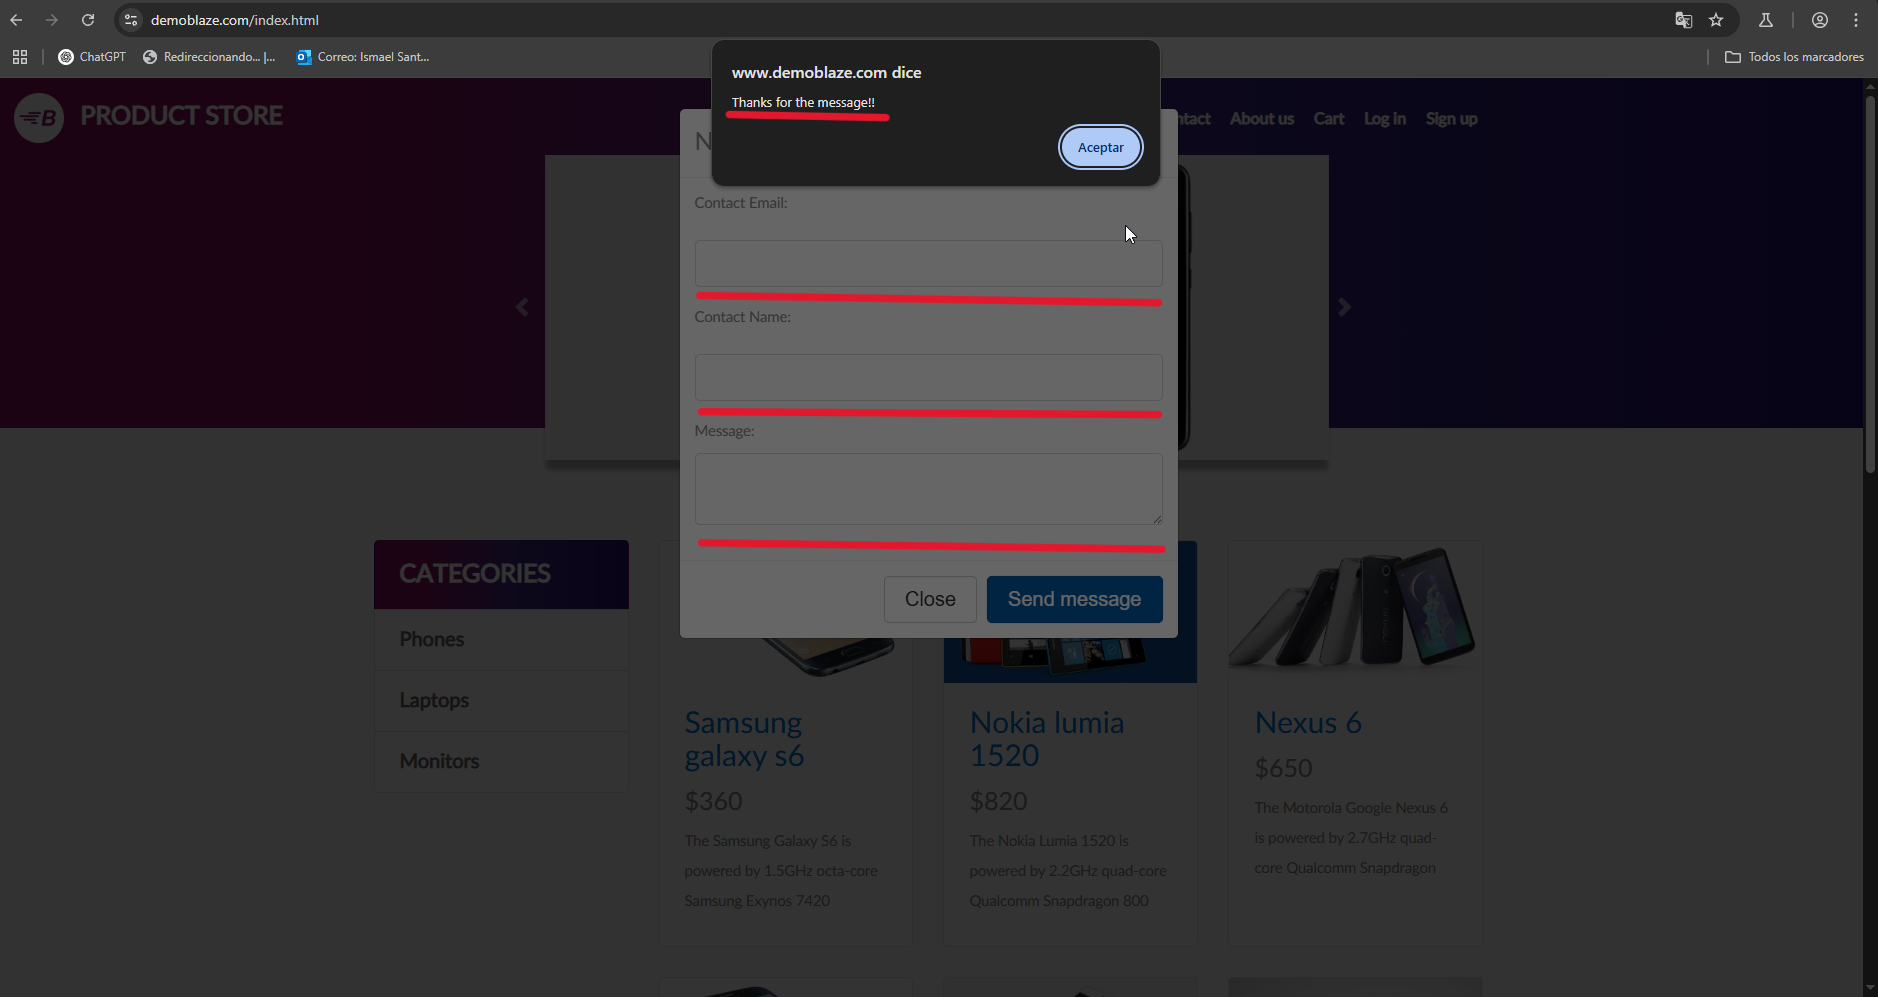 demoblaze.com/index.html
ChatGPT
Redireccionando... |...
Correo: Ismael Sant...
Todos los marcadores
www.demoblaze.com dice
Thanks for the message!!
Aceptar
B PRODUCT STORE
N
ntact About us Cart Log in Sign up
Contact Email:
Contact Name:
Message:
Close Send message
CATEGORIES
Phones
Laptops
Monitors
Samsung
galaxy s6
$360
The Samsung Galaxy S6 is
powered by 1.5GHz octa-core
Samsung Exynos 7420
Nokia lumia
1520
$820
The Nokia Lumia 1520 is
powered by 2.2GHz quad-core
Qualcomm Snapdragon 800
Nexus 6
$650
The Motorola Google Nexus 6
is powered by 2.7GHz quad-
core Qualcomm Snapdragon